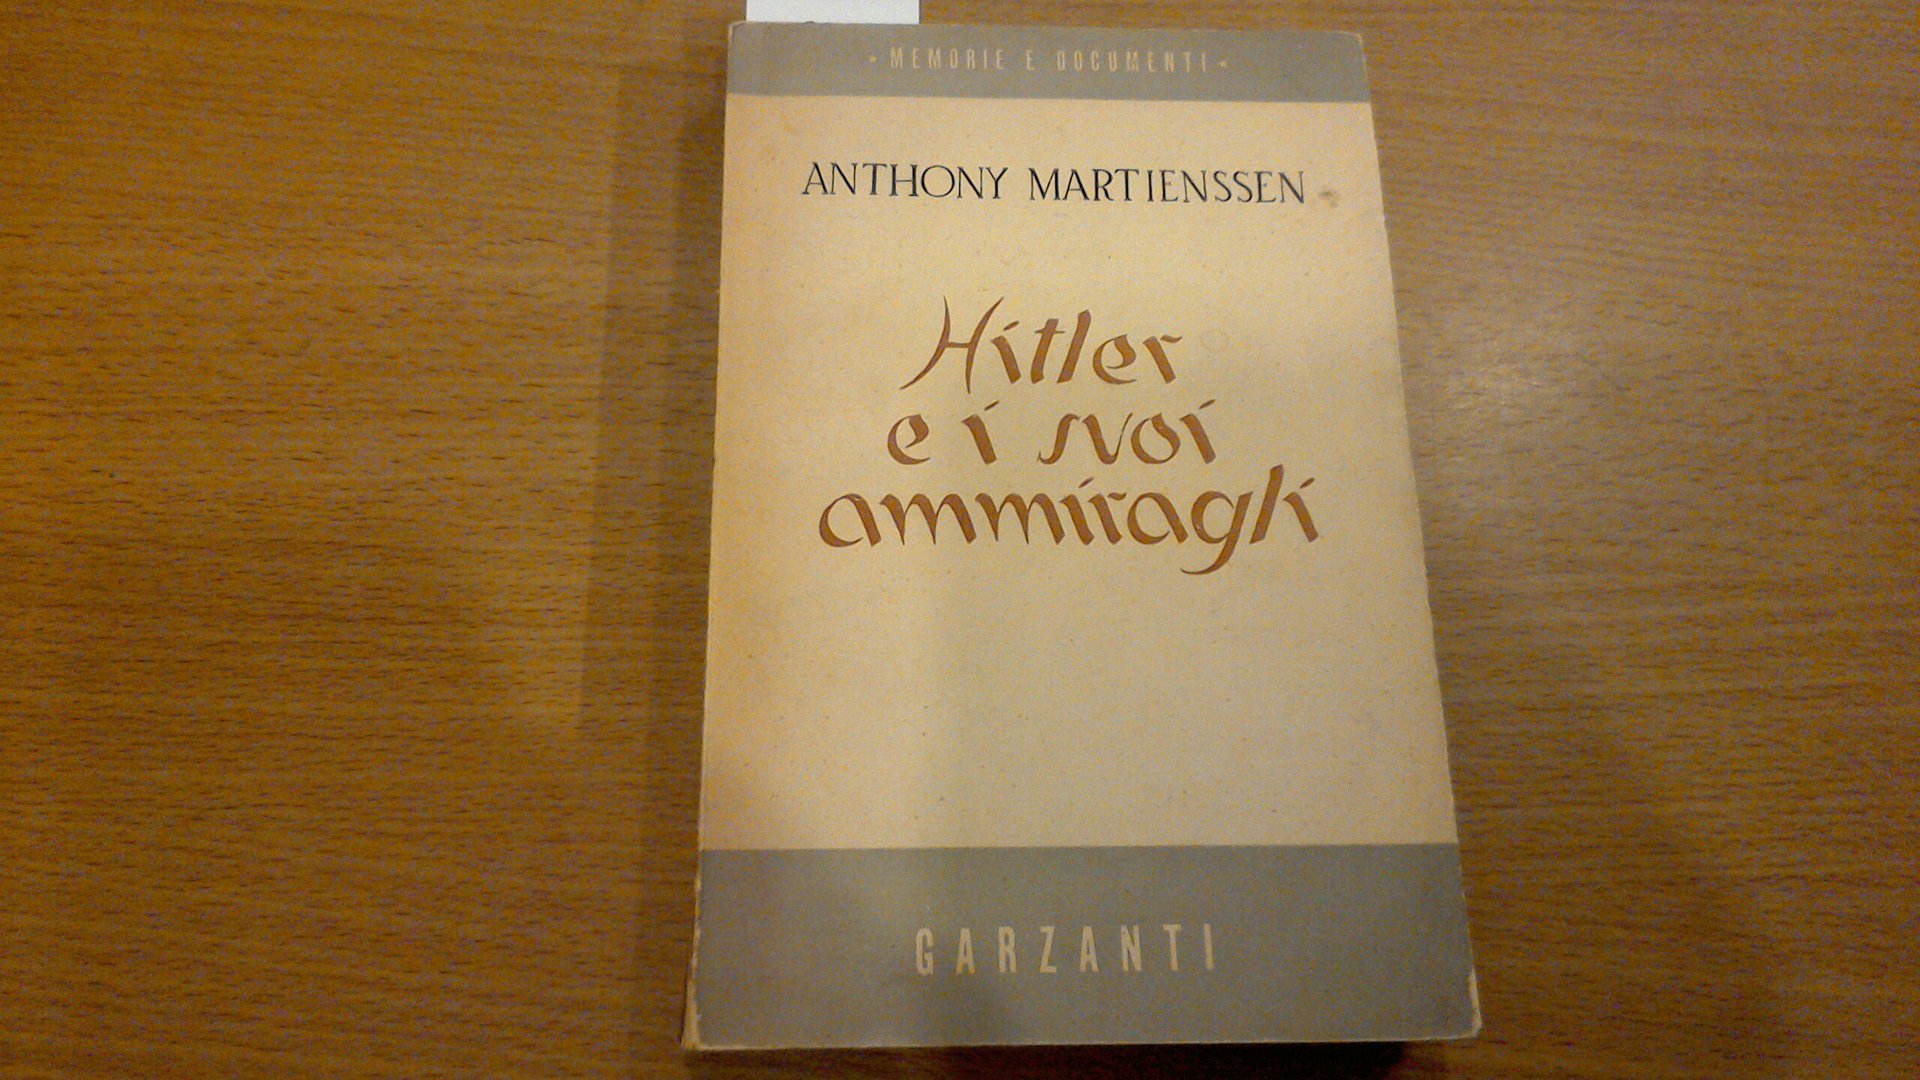 * MEMORIE E DOCUMENTI *
ANTHONY MARTIENSSEN
Hitler
e i suoi
ammiragli
GARZANTI